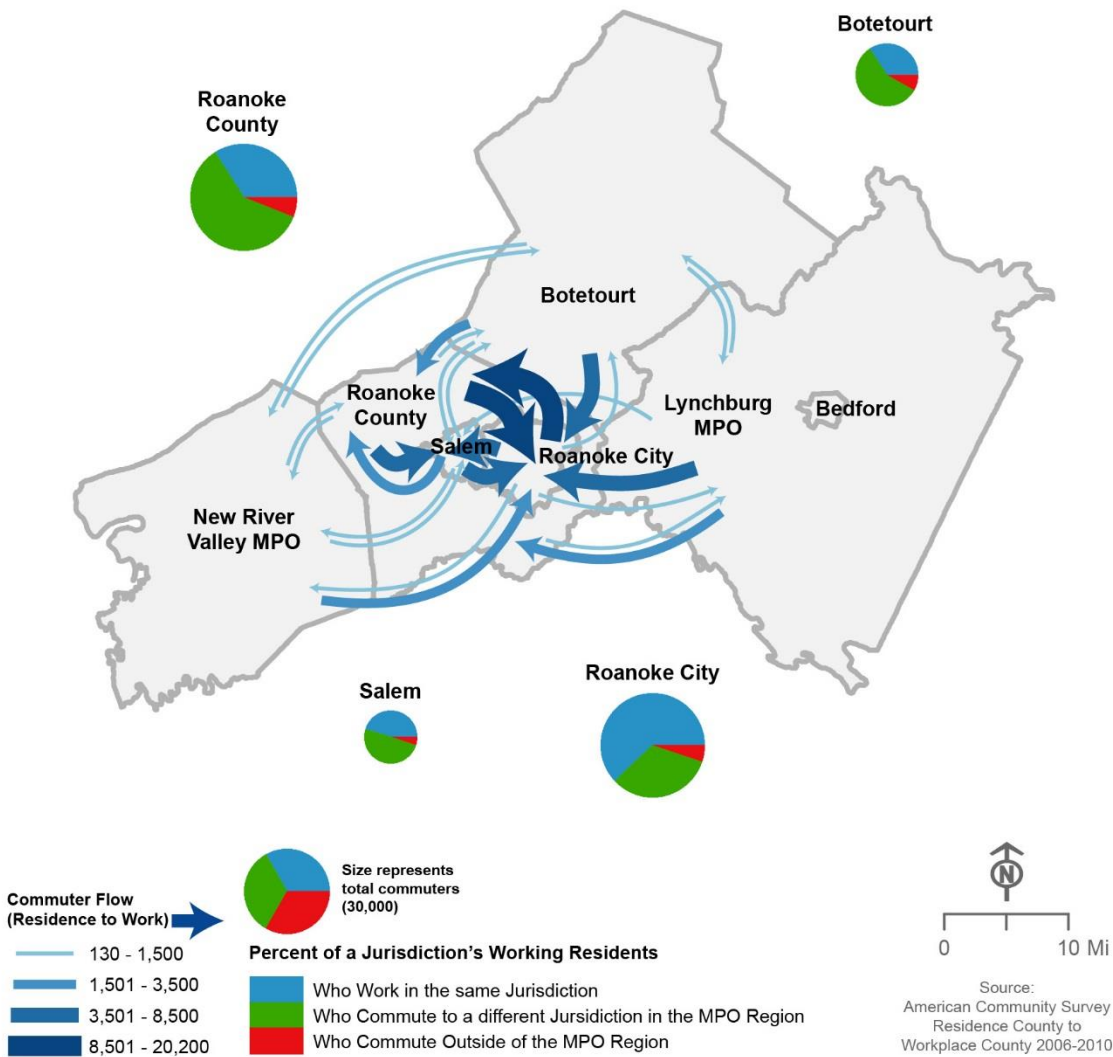 Botetourt
Roanoke
County
Botetourt
Roanoke
County
Lynchburg
MPO
Bedford
Salem
Roanoke City
New River
Valley MPO
Salem
Roanoke City
Commuter Flow
(Residence to Work)
130 - 1,500
1,501 - 3,500
3,501 - 8,500
8,501 - 20,200
Size represents
total commuters
(30,000)
Percent of a Jurisdiction's Working Residents
Who Work in the same Jurisdiction
Who Commute to a different Jursidiction in the MPO Region
Who Commute Outside of the MPO Region
N
0 10 Mi
Source:
American Community Survey
Residence County to
Workplace County 2006-2010